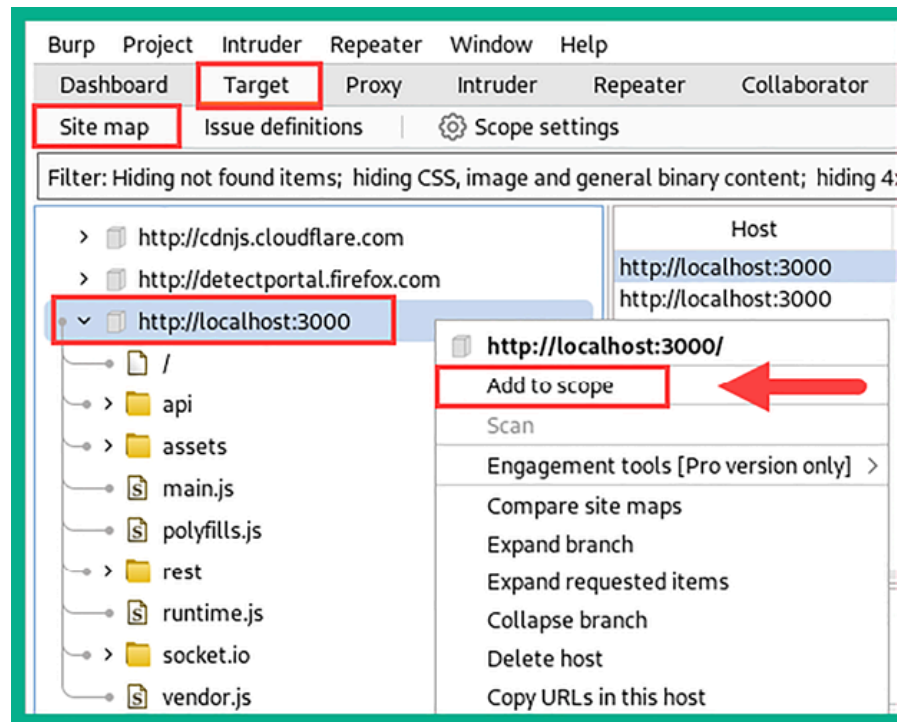 Burp Project Intruder Repeater Window Help
Dashboard Target Proxy Intruder Repeater Collaborator
Site map Issue definitions Scope settings
Filter: Hiding not found items; hiding CSS, image and general binary content; hiding 4
http://cdnjs.cloudflare.com
http://detectportal.firefox.com
http://localhost:3000
/
api
assets
main.js
polyfills.js
rest
runtime.js
socket.io
vendor.js
Host
http://localhost:3000
http://localhost:3000
http://localhost:3000/
Add to scope
Scan
Engagement tools [Pro version only] >
Compare site maps
Expand branch
Expand requested items
Collapse branch
Delete host
Copy URLs in this host